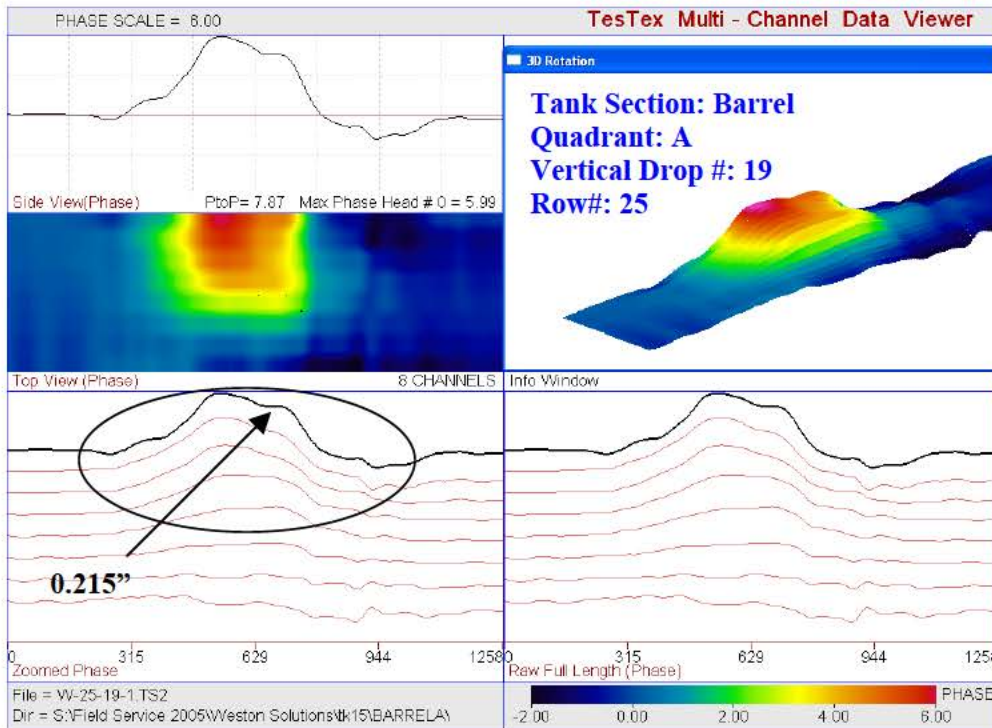 PHASE SCALE = 6.00
TesTex Multi - Channel Data Viewer
3D Rotation
Tank Section: Barrel
Quadrant: A
Vertical Drop #: 19
Row#: 25
Side View(Phase) PtoP= 7.87 Max Phase Head # 0 = 5.99
Top View (Phase) 8 CHANNELS
Info Window
0.215”
0 315 629 944 1258
Zoomed Phase
0 315 629 944 1258
Raw Full Length (Phase)
File = W-25-19-1.TS2
Dir = S:\Field Service 2005\Weston Solutions\tk15\BARRELA\
PHASE
-2.00 0.00 2.00 4.00 6.00